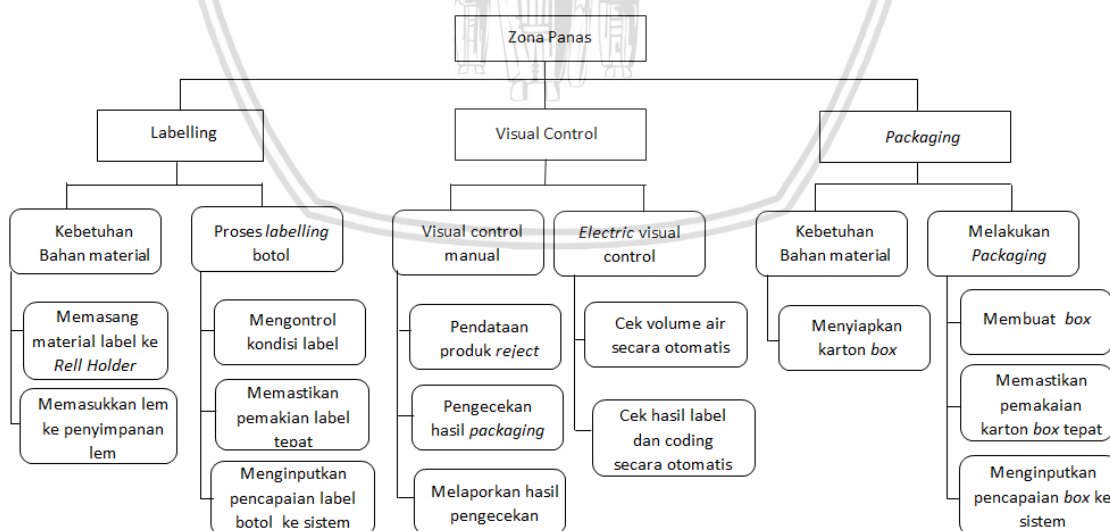 Zona Panas
Labelling
Visual Control
Packaging
Kebetuhan
Bahan material
Proses labelling
botol
Visual control
manual
Electric visual
control
Kebetuhan
Bahan material
Melakukan
Packaging
Memasang
material label ke
Rell Holder
Memasukkan lem
ke penyimpanan
lem
Mengontrol
kondisi label
Memastikan
pemakian label
tepat
Menginputkan
pencapaian label
botol ke sistem
Pendataan
produk reject
Pengecekan
hasil packaging
Melaporkan hasil
pengecekan
Cek volume air
secara otomatis
Cek hasil label
dan coding
secara otomatis
Menyiapkan
karton box
Membuat box
Memastikan
pemakaian
karton box tepat
Menginputkan
pencapaian box ke
sistem